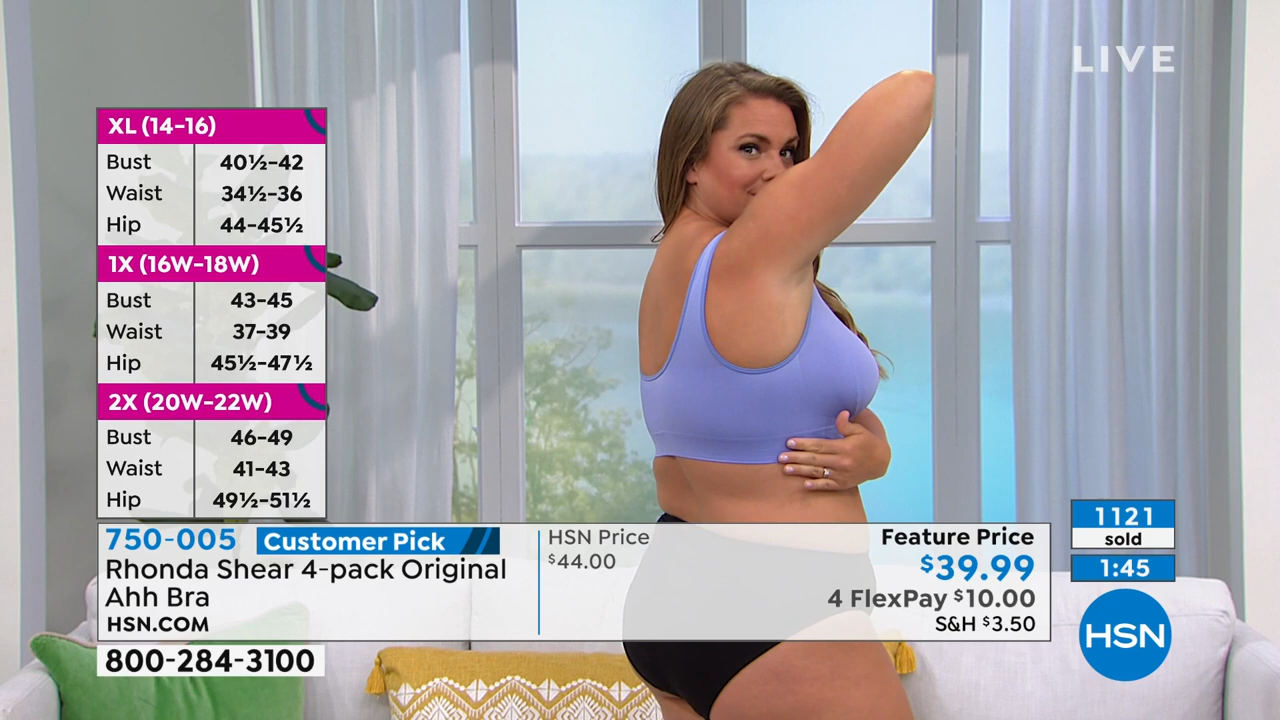 LIVE
XL (14-16)
Bust 40½-42
Waist 34½-36
Hip 44-45½
1X (16W-18W)
Bust 43-45
Waist 37-39
Hip 45½-47½
2X (20W-22W)
Bust 46-49
Waist 41-43
Hip 49½-51½
750-005 Customer Pick
Rhonda Shear 4-pack Original
Ahh Bra
HSN.COM
HSN Price
$44.00
Feature Price
$39.99
4 FlexPay $10.00
S&H $3.50
1121
sold
1:45
HSN
800-284-3100